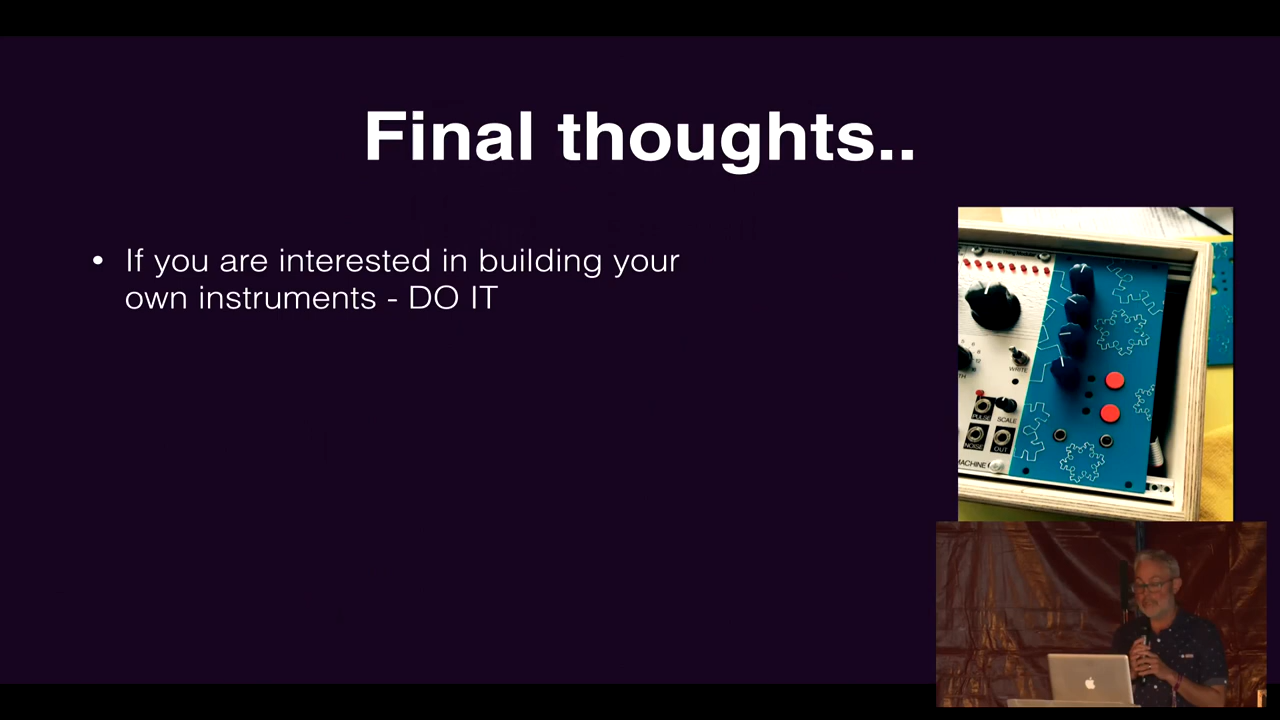 Final thoughts..
• If you are interested in building your
own instruments - DO IT
WRITE
PULSE
SCALE
NOISE
OUT
MACHINE